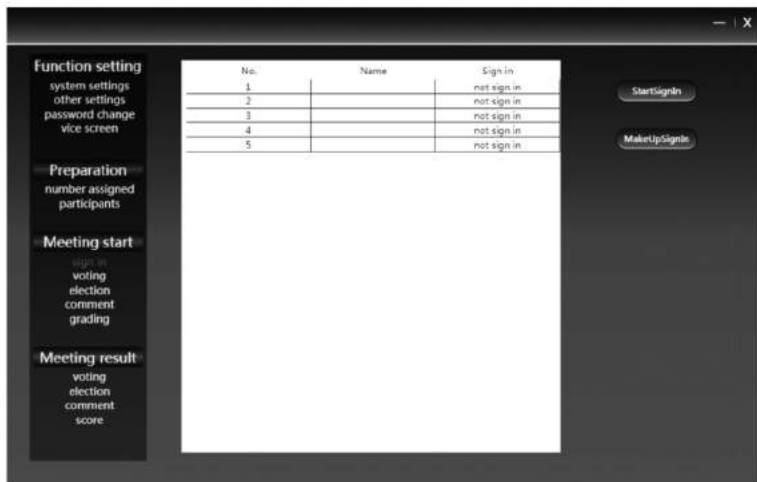 — | X
Function setting
system settings
other settings
password change
vice screen
Preparation
number assigned
participants
Meeting start
sign in
voting
election
comment
grading
Meeting result
voting
election
comment
score
No. Name Sign in
1 not sign in
2 not sign in
3 not sign in
4 not sign in
5 not sign in
StartSignIn
MakeUpSignIn